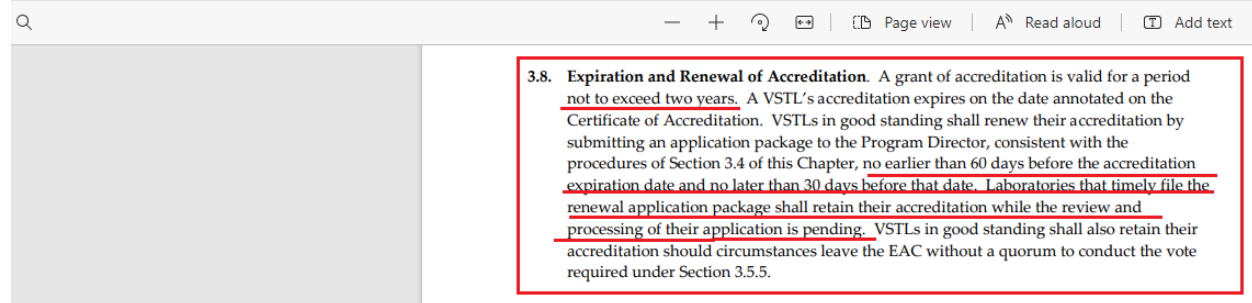 Page view
Read aloud
Add text
3.8. Expiration and Renewal of Accreditation. A grant of accreditation is valid for a period
not to exceed two years. A VSTL’s accreditation expires on the date annotated on the
Certificate of Accreditation. VSTLs in good standing shall renew their accreditation by
submitting an application package to the Program Director, consistent with the
procedures of Section 3.4 of this Chapter, no earlier than 60 days before the accreditation
expiration date and no later than 30 days before that date. Laboratories that timely file the
renewal application package shall retain their accreditation while the review and
processing of their application is pending. VSTLs in good standing shall also retain their
accreditation should circumstances leave the EAC without a quorum to conduct the vote
required under Section 3.5.5.